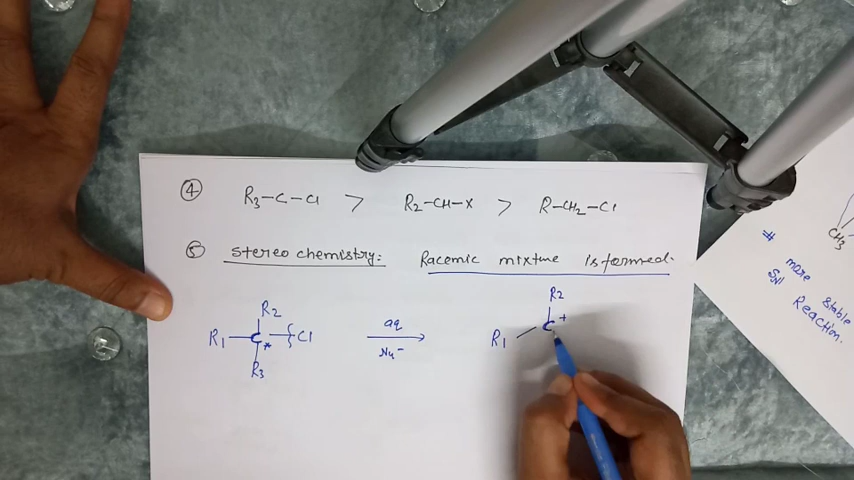 ④ R3-C-Cl > R2-CH-X > R-CH2-Cl
⑤ stereo chemistry: Racemic mixture is formed.
R2
R1-C*-Cl
R3
aq
Nu-
R2
R1-C+
CH3
# more stable
SN1 Reaction.